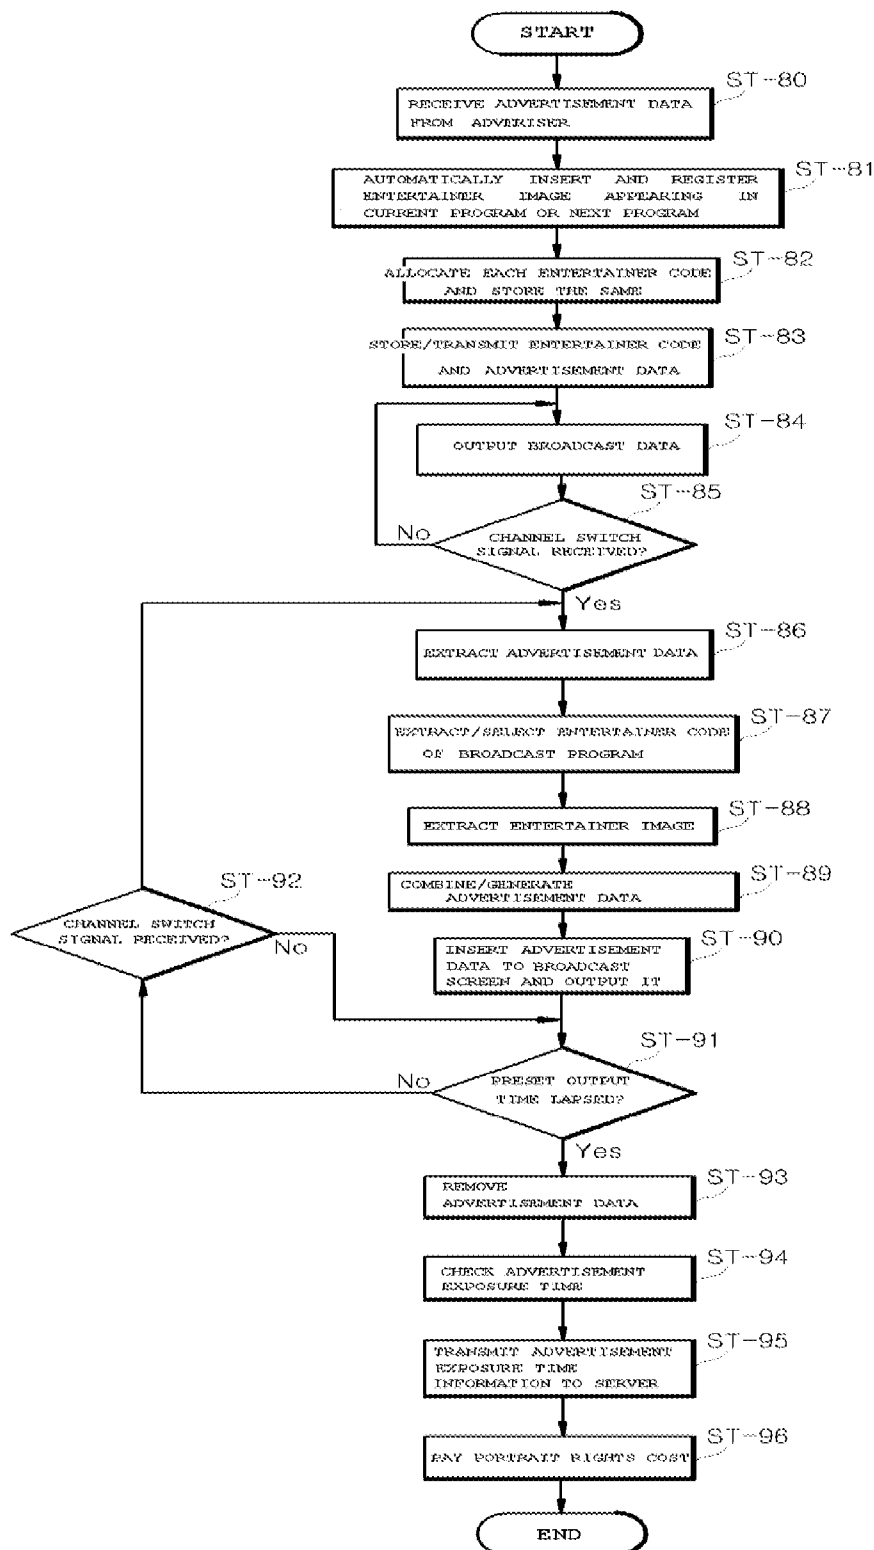 START
ST-80
RECEIVE ADVERTISEMENT DATA
FROM ADVERISER
ST-81
AUTOMATICALLY INSERT AND REGISTER
ENTERTAINER IMAGE APPEARING IN
CURRENT PROGRAM OR NEXT PROGRAM
ST-82
ALLOCATE EACH ENTERTAINER CODE
AND STORE THE SAME
ST-83
STORE/TRANSMIT ENTERTAINER CODE
AND ADVERTISEMENT DATA
ST-84
OUTPUT BROADCAST DATA
ST-85
No
CHANNEL SWITCH
SIGNAL RECEIVED?
Yes
ST-86
EXTRACT ADVERTISEMENT DATA
ST-87
EXTRACT/SELECT ENTERTAINER CODE
OF BROADCAST PROGRAM
ST-88
EXTRACT ENTERTAINER IMAGE
ST-89
COMBINE/GENERATE
ADVERTISEMENT DATA
ST-92
CHANNEL SWITCH
SIGNAL RECEIVED?
No
ST-90
INSERT ADVERTISEMENT
DATA TO BROADCAST
SCREEN AND OUTPUT IT
ST-91
No
PRESET OUTPUT
TIME LAPSED?
Yes
ST-93
REMOVE
ADVERTISEMENT DATA
ST-94
CHECK ADVERTISEMENT
EXPOSURE TIME
ST-95
TRANSMIT ADVERTISEMENT
EXPOSURE TIME
INFORMATION TO SERVER
ST-96
PAY PORTRAIT RIGHTS COST
END